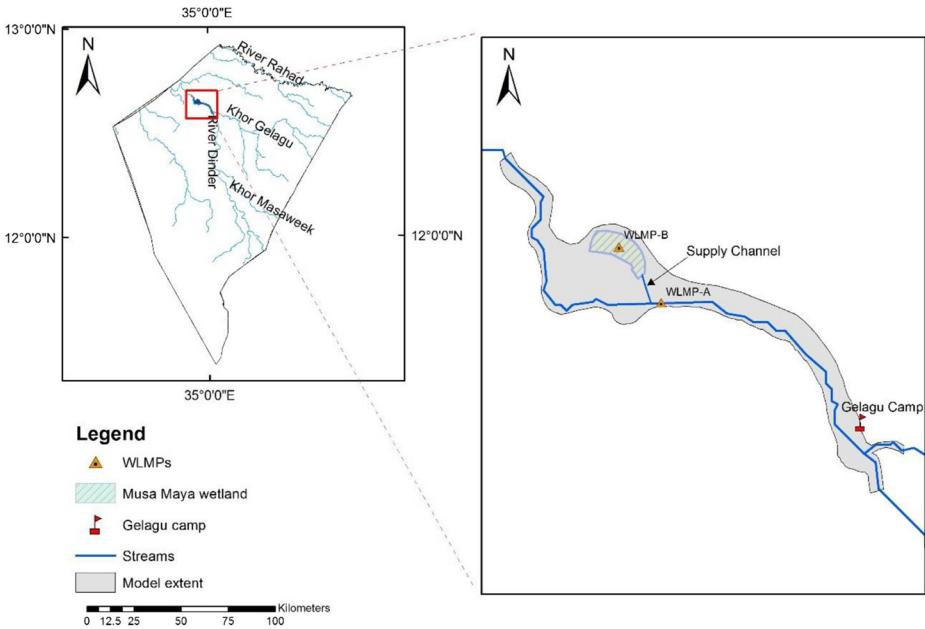 35°0'0"E
13°0'0"N
N
River Rahad
Khor Gelagu
River Dinder
Khor Masaweek
12°0'0"N
12°0'0"N
35°0'0"E
N
WLMP-B
Supply Channel
WLMP-A
Gelagu Camp
Legend
WLMPs
Musa Maya wetland
Gelagu camp
Streams
Model extent
Kilometers
0 12.5 25 50 75 100